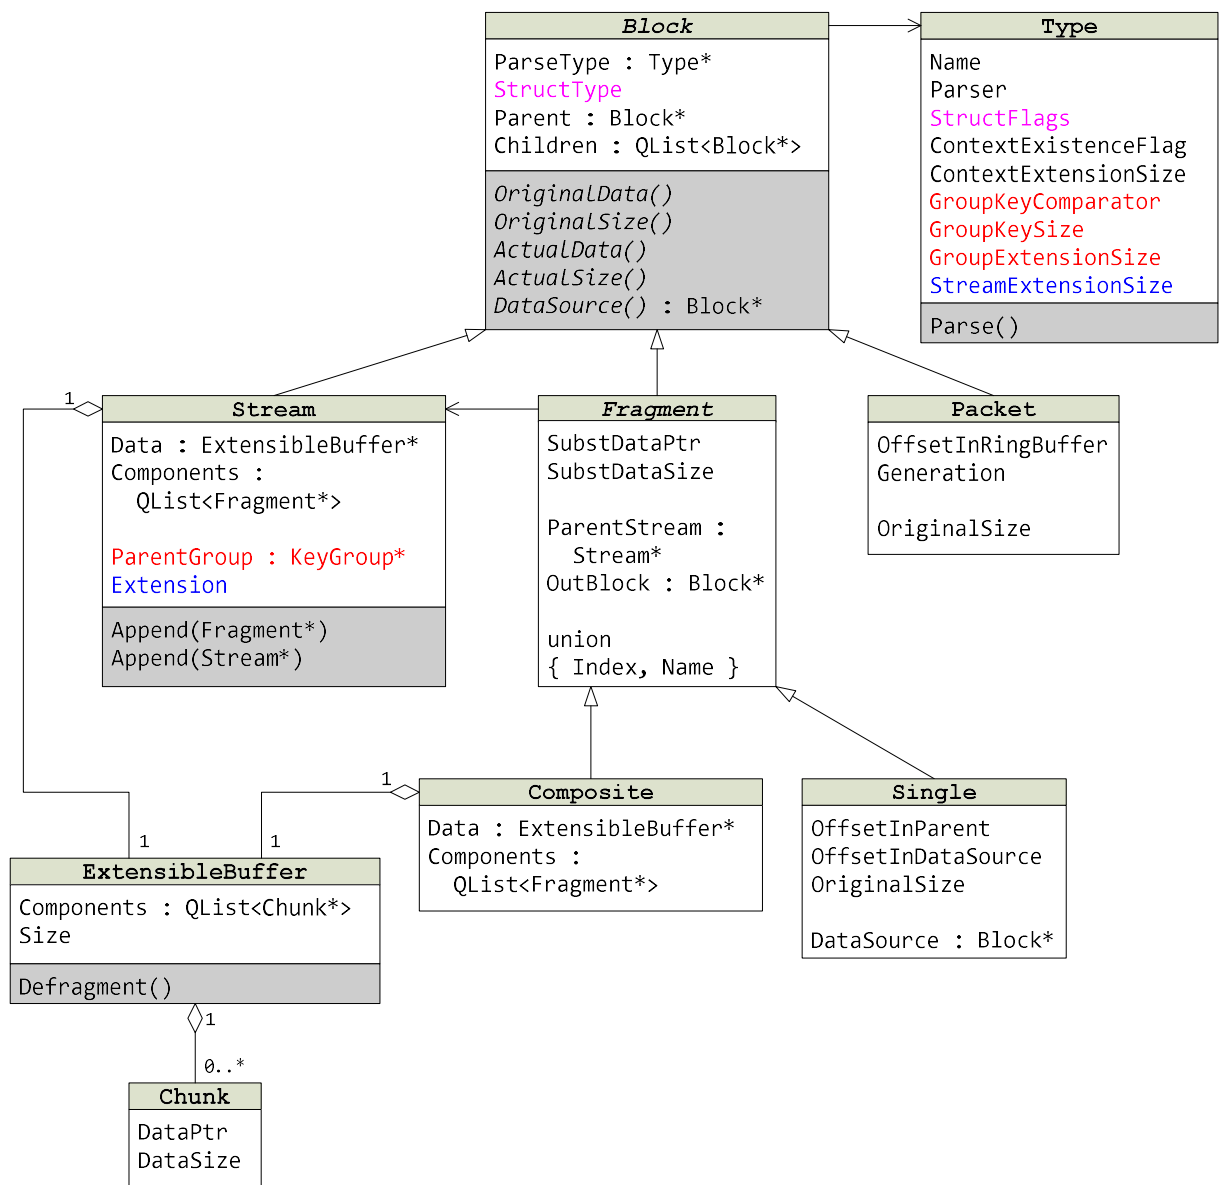 Block
ParseType : Type*
StructType
Parent : Block*
Children : QList<Block*>
OriginalData()
OriginalSize()
ActualData()
ActualSize()
DataSource() : Block*
Type
Name
Parser
StructFlags
ContextExistenceFlag
ContextExtensionSize
GroupKeyComparator
GroupKeySize
GroupExtensionSize
StreamExtensionSize
Parse()
1
Stream
Data : ExtensibleBuffer*
Components :
QList<Fragment*>
ParentGroup : KeyGroup*
Extension
Append(Fragment*)
Append(Stream*)
Fragment
SubstDataPtr
SubstDataSize
ParentStream :
Stream*
OutBlock : Block*
union
{ Index, Name }
Packet
OffsetInRingBuffer
Generation
OriginalSize
1
Composite
Data : ExtensibleBuffer*
Components :
QList<Fragment*>
Single
OffsetInParent
OffsetInDataSource
OriginalSize
DataSource : Block*
1
1
ExtensibleBuffer
Components : QList<Chunk*>
Size
Defragment()
1
0..*
Chunk
DataPtr
DataSize